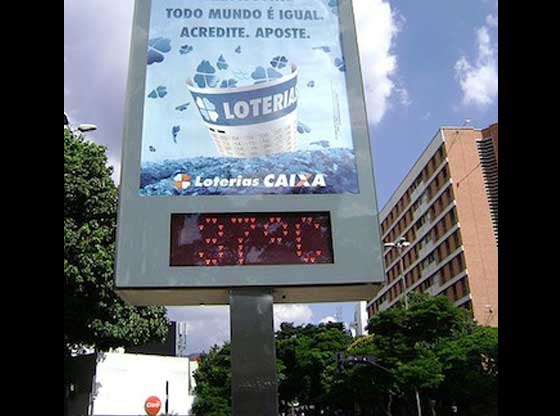 TODO MUNDO É IGUAL.
ACREDITE. APOSTE.
LOTERIAS
Loterias CAIXA